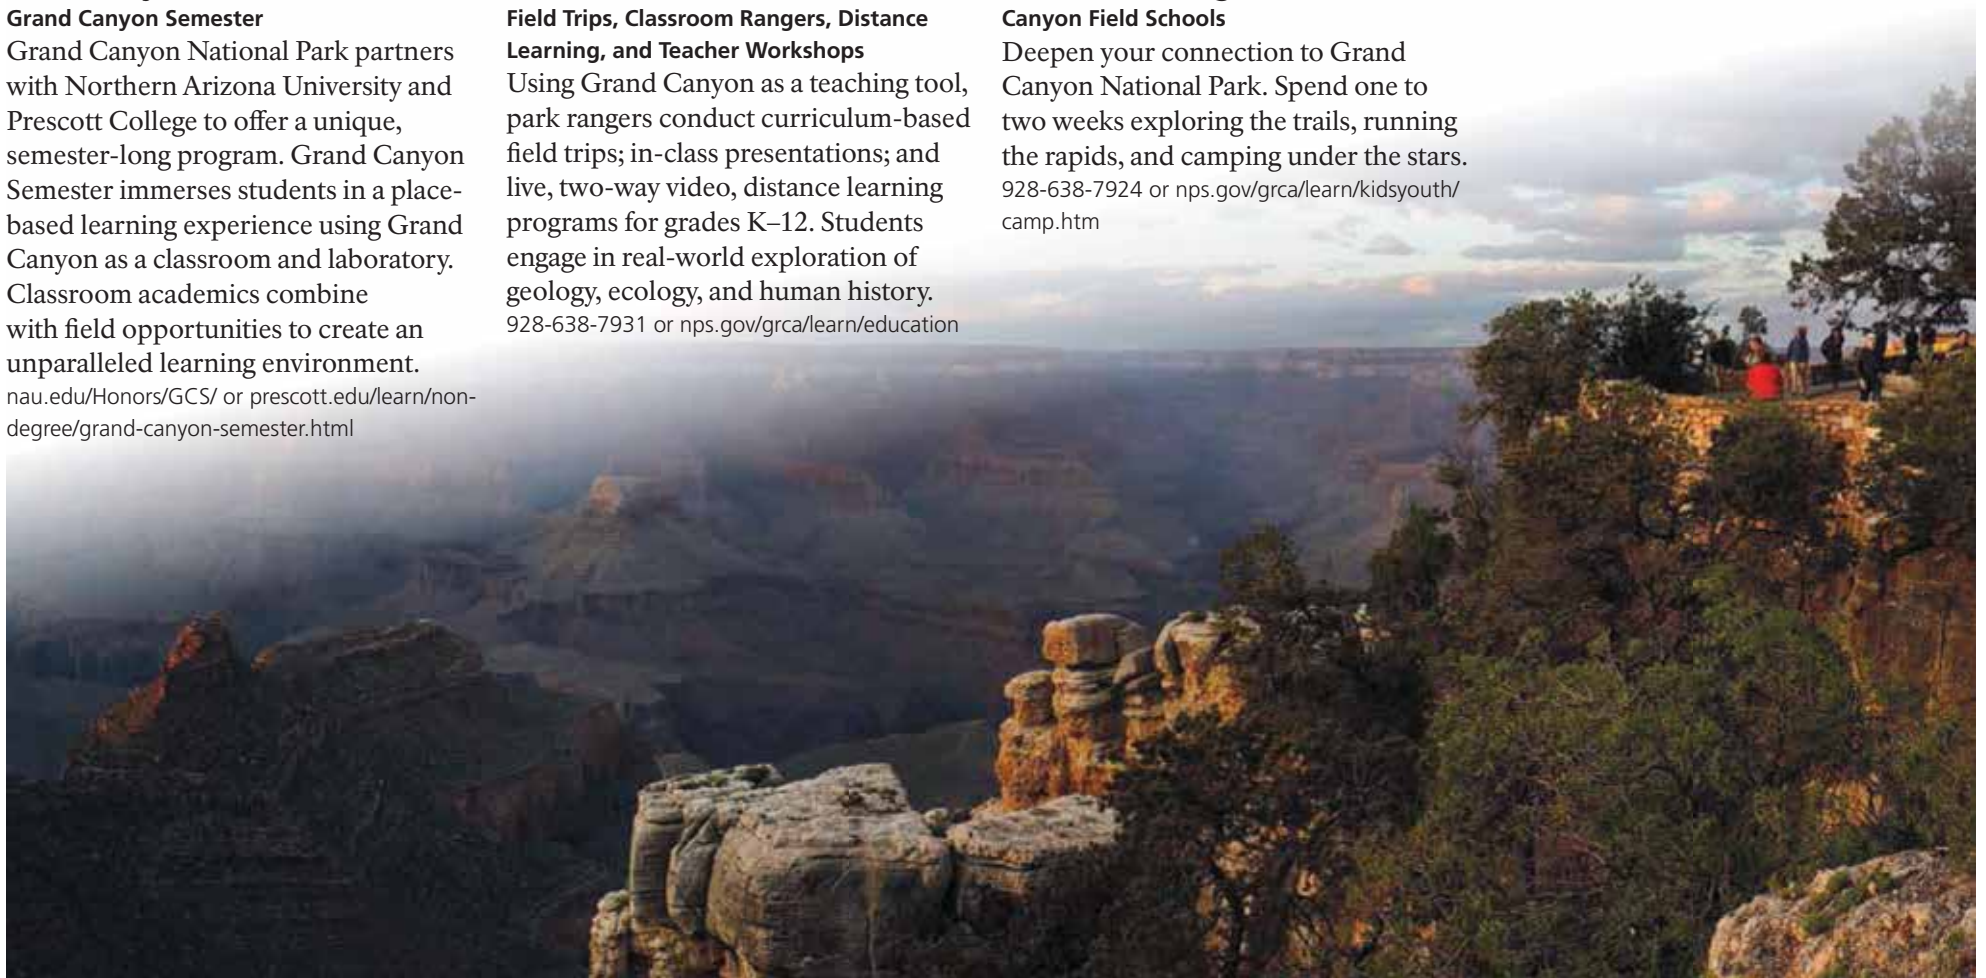 Grand Canyon Semester
Grand Canyon National Park partners
with Northern Arizona University and
Prescott College to offer a unique,
semester-long program. Grand Canyon
Semester immerses students in a place-
based learning experience using Grand
Canyon as a classroom and laboratory.
Classroom academics combine
with field opportunities to create an
unparalleled learning environment.
nau.edu/Honors/GCS/ or prescott.edu/learn/non-
degree/grand-canyon-semester.html
Field Trips, Classroom Rangers, Distance
Learning, and Teacher Workshops
Using Grand Canyon as a teaching tool,
park rangers conduct curriculum-based
field trips; in-class presentations; and
live, two-way video, distance learning
programs for grades K–12. Students
engage in real-world exploration of
geology, ecology, and human history.
928-638-7931 or nps.gov/grca/learn/education
Canyon Field Schools
Deepen your connection to Grand
Canyon National Park. Spend one to
two weeks exploring the trails, running
the rapids, and camping under the stars.
928-638-7924 or nps.gov/grca/learn/kidsyouth/
camp.htm